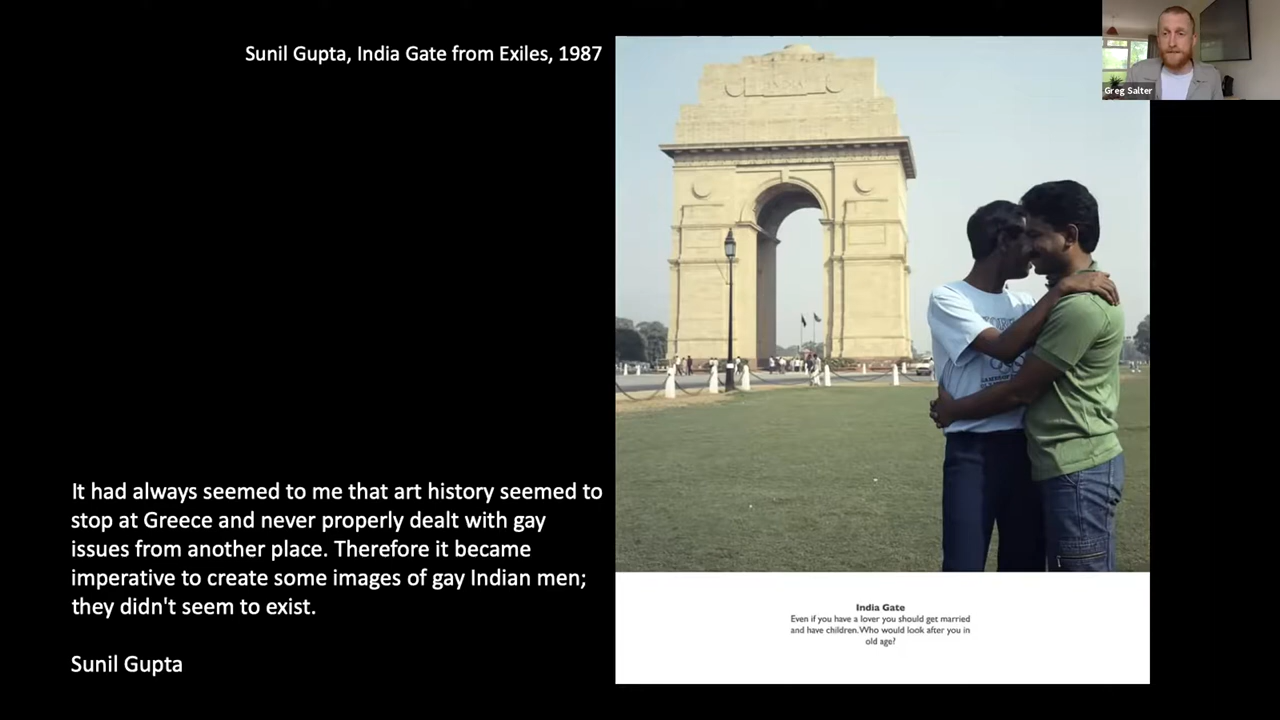 Sunil Gupta, India Gate from Exiles, 1987
Greg Salter
It had always seemed to me that art history seemed to
stop at Greece and never properly dealt with gay
issues from another place. Therefore it became
imperative to create some images of gay Indian men;
they didn't seem to exist.
Sunil Gupta
India Gate
Even if you have a lover you should get married
and have children. Who would look after you in
old age?